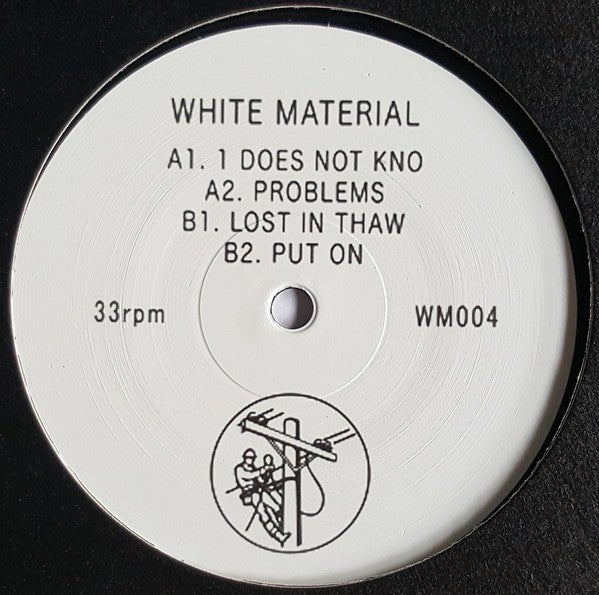 WHITE MATERIAL
A1. 1 DOES NOT KNO
A2. PROBLEMS
B1. LOST IN THAW
B2. PUT ON
33rpm
WM004